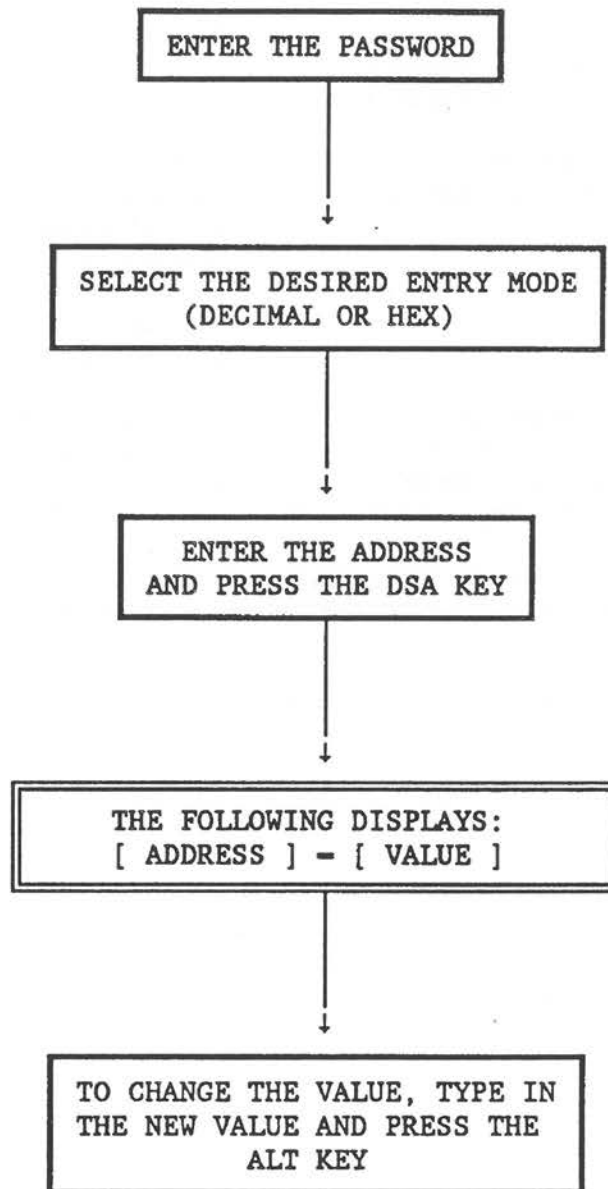 ENTER THE PASSWORD
SELECT THE DESIRED ENTRY MODE
(DECIMAL OR HEX)
ENTER THE ADDRESS
AND PRESS THE DSA KEY
THE FOLLOWING DISPLAYS:
[ ADDRESS ] = [ VALUE ]
TO CHANGE THE VALUE, TYPE IN
THE NEW VALUE AND PRESS THE
ALT KEY